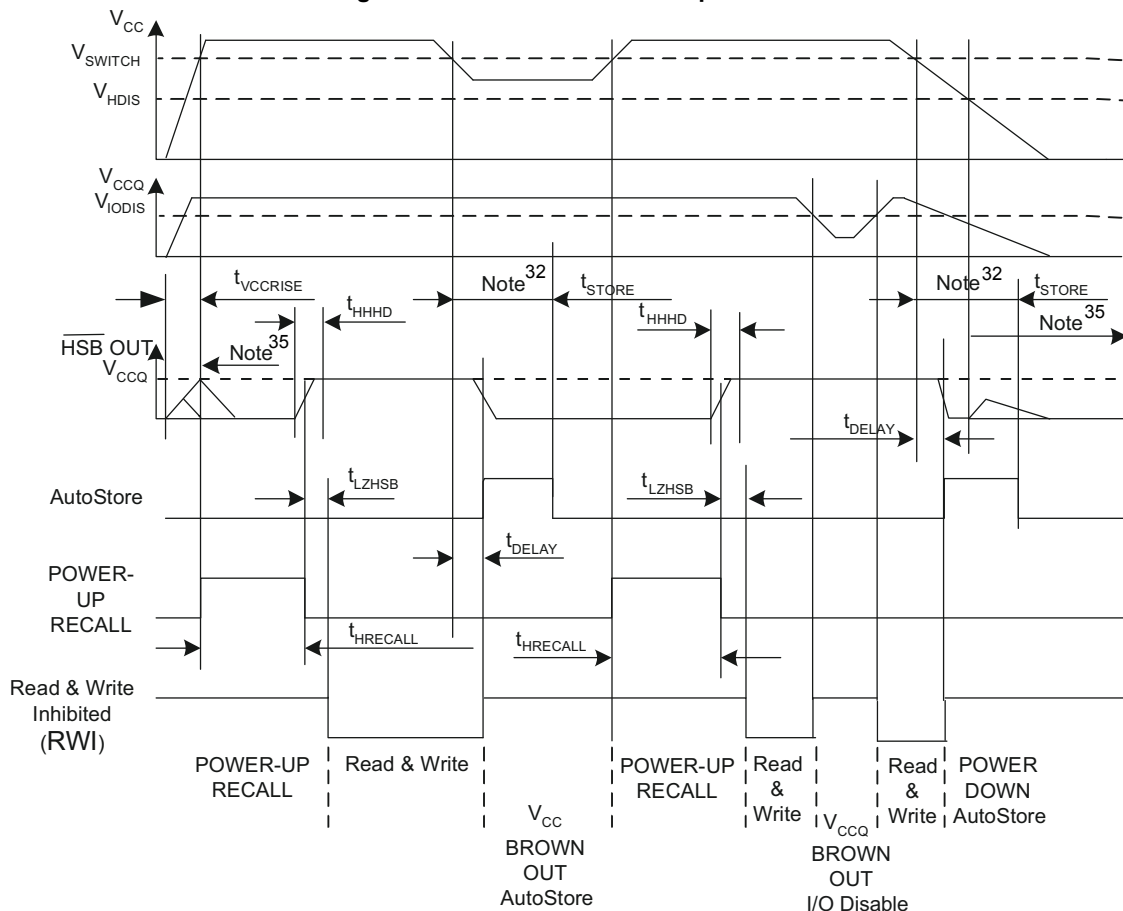 V_CC
V_SWITCH
V_HDIS
V_CCQ
V_IODIS
t_VCCRISE
Note^32
t_STORE
Note^32
t_STORE
t_HHHD
t_HHHD
HSB OUT
Note^35
Note^35
V_CCQ
t_DELAY
t_LZHSB
t_LZHSB
AutoStore
t_DELAY
POWER-
UP
RECALL
t_HRECALL
t_HRECALL
Read & Write
Inhibited
(RWI)
POWER-UP
RECALL
Read & Write
V_CC
BROWN
OUT
AutoStore
POWER-UP
RECALL
Read
&
Write
V_CCQ
BROWN
OUT
I/O Disable
Read
&
Write
POWER
DOWN
AutoStore